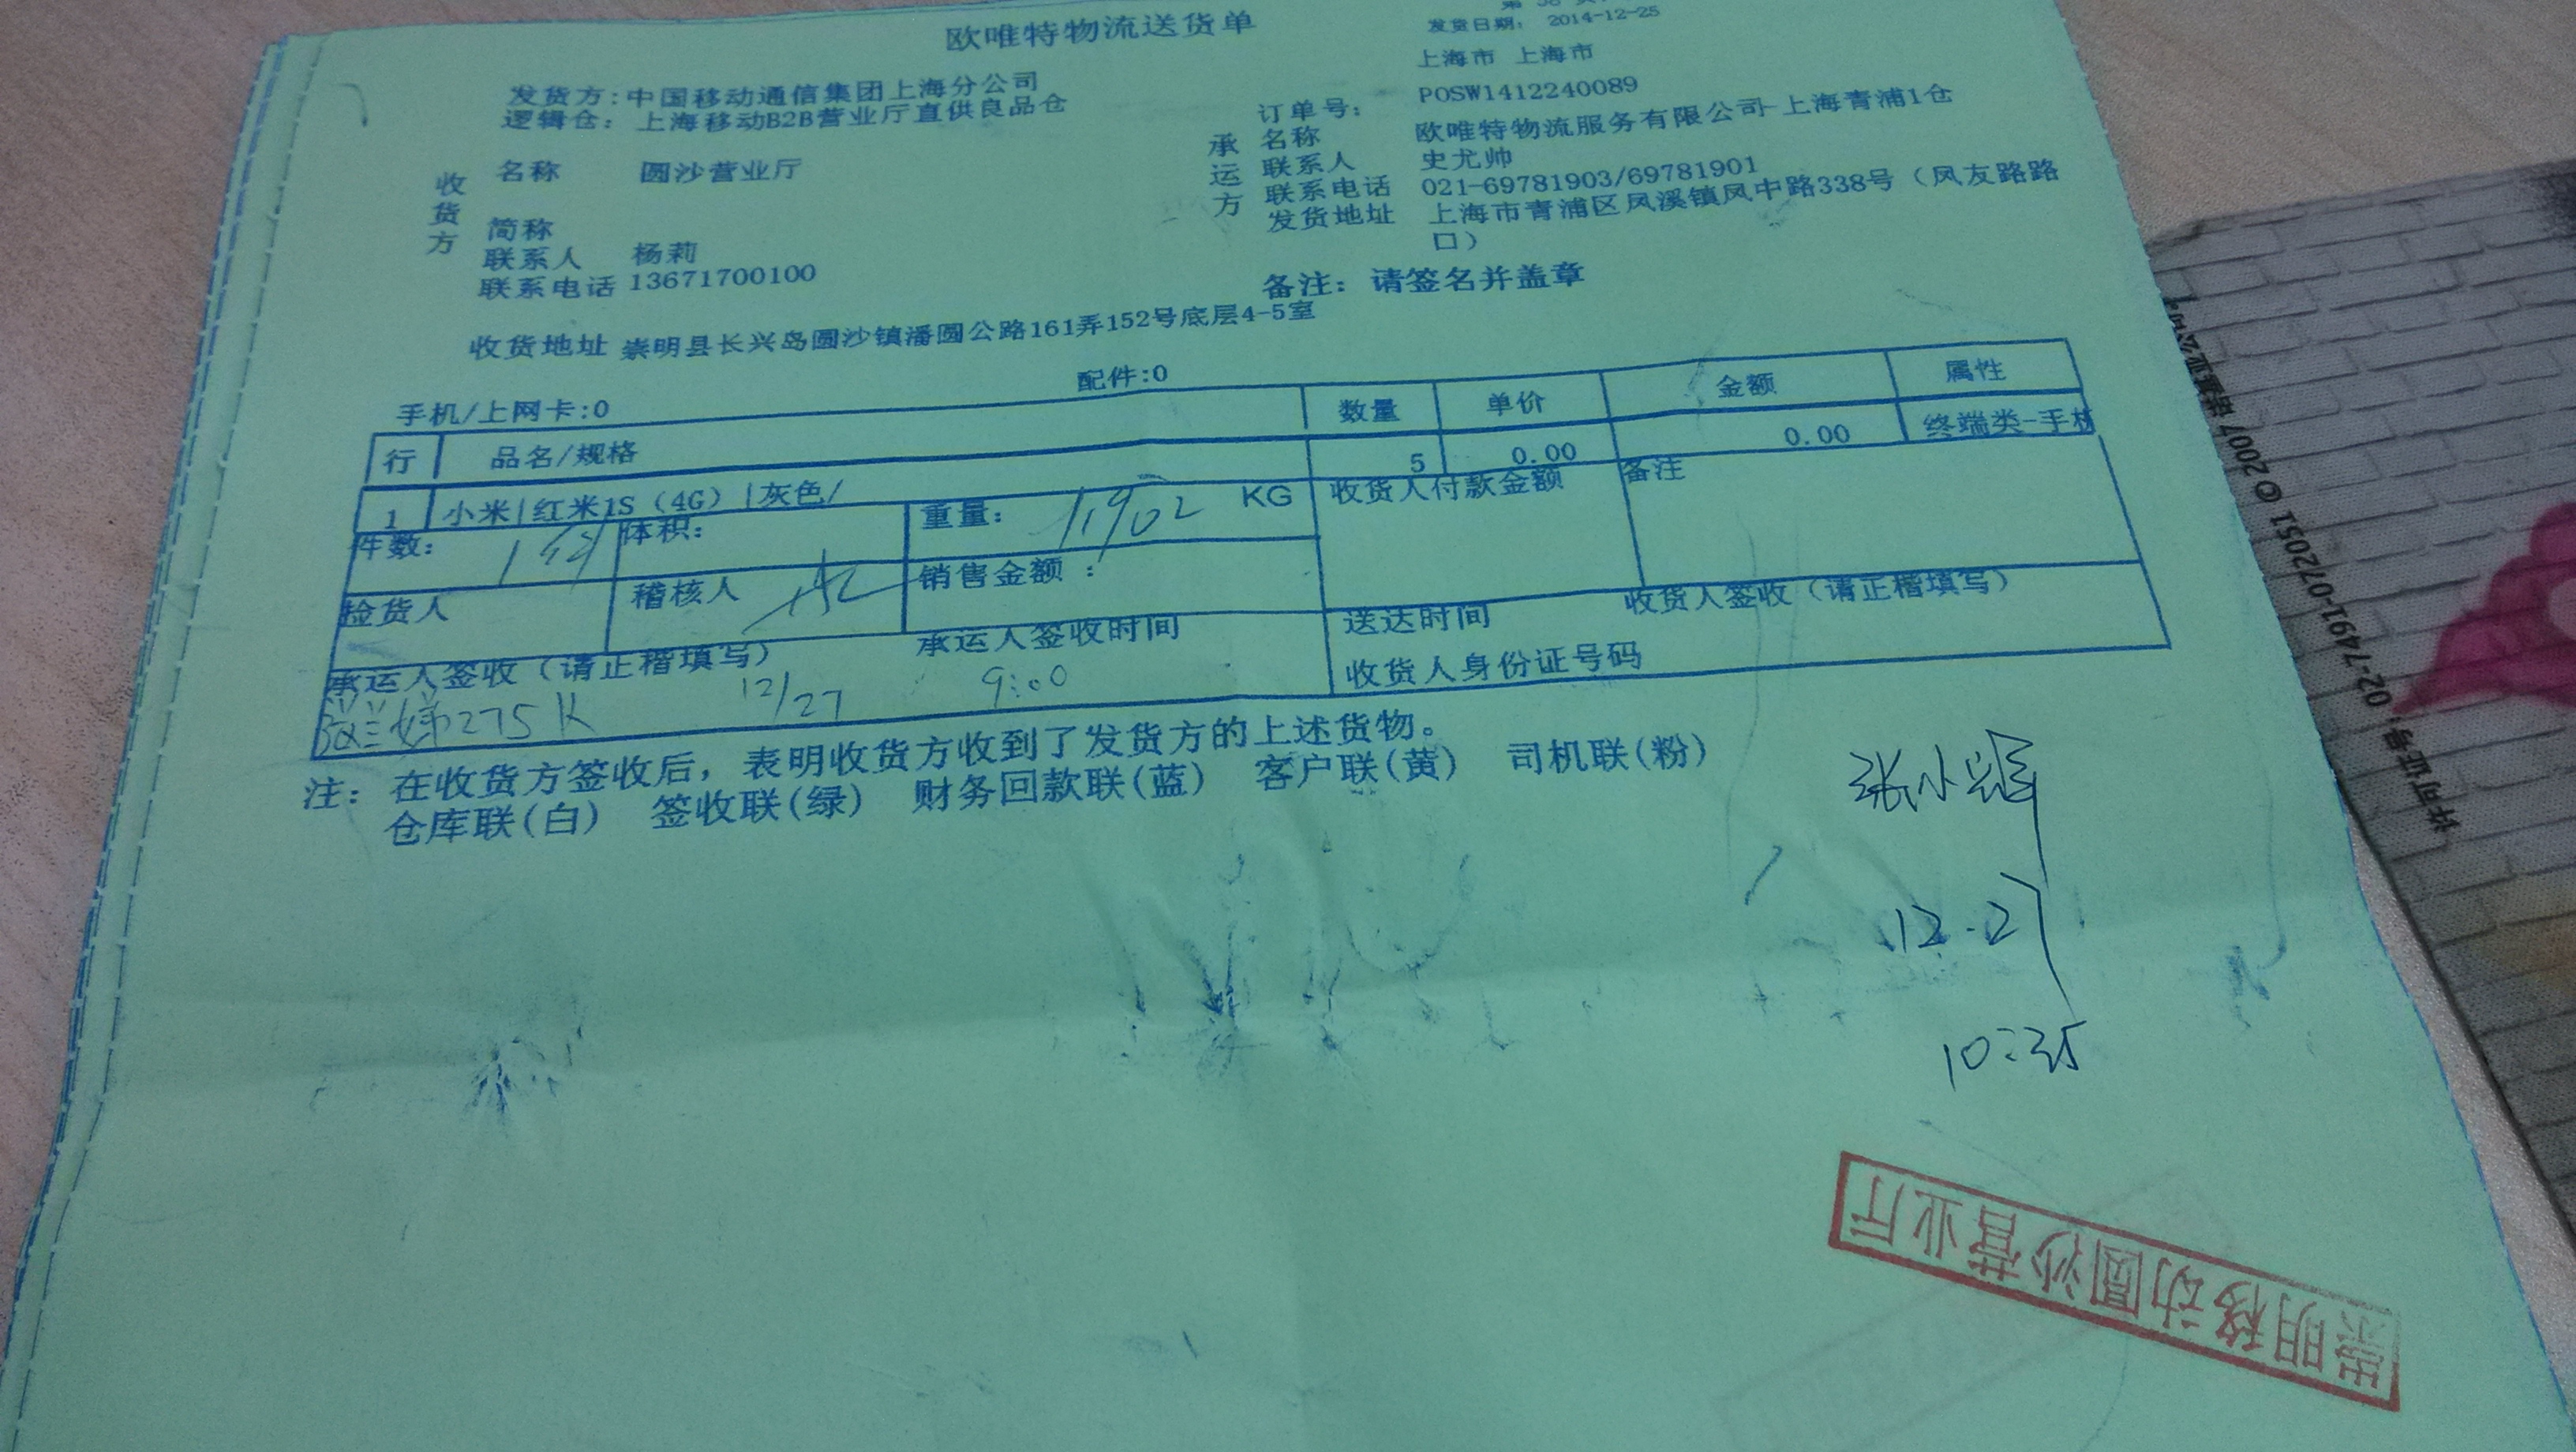 欧唯特物流送货单
发货日期： 2014-12-25
上海市 上海市
发货方:中国移动通信集团上海分公司
逻辑仓：上海移动B2B营业厅直供良品仓
订单号： POSW1412240089
收货方
名称 圆沙营业厅
简称
联系人 杨莉
联系电话 13671700100
承运方
名称 欧唯特物流服务有限公司-上海青浦1仓
联系人 史尤帅
联系电话 021-69781903/69781901
发货地址 上海市青浦区凤溪镇凤中路338号（凤友路路
口）
备注：请签名并盖章
收货地址 崇明县长兴岛圆沙镇潘圆公路161弄152号底层4-5室
手机/上网卡:0 配件:0
行 品名/规格 数量 单价 金额 属性
1 小米|红米1S（4G）|灰色/ 5 0.00 0.00 终端类-手机
件数： 体积： 重量： KG 收货人付款金额 备注
捡货人 稽核人 销售金额 ：
承运人签收（请正楷填写） 承运人签收时间 送达时间 收货人签收（请正楷填写）
275K 12/27 9:00 收货人身份证号码
注： 在收货方签收后，表明收货方收到了发货方的上述货物。
仓库联(白) 签收联(绿) 财务回款联(蓝) 客户联(黄) 司机联(粉)
张小辉
12.27
10:35
崇明移动圆沙营业厅
许可证号：02-7491-072051 © 2007